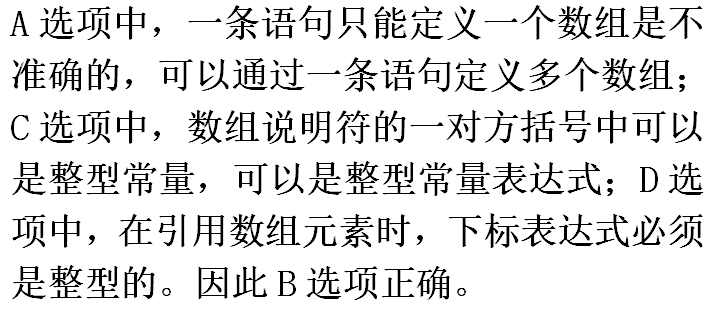 A 选项中，一条语句只能定义一个数组是不
准确的，可以通过一条语句定义多个数组；
C 选项中，数组说明符的一对方括号中可以
是整型常量，可以是整型常量表达式；D 选
项中，在引用数组元素时，下标表达式必须
是整型的。因此 B 选项正确。